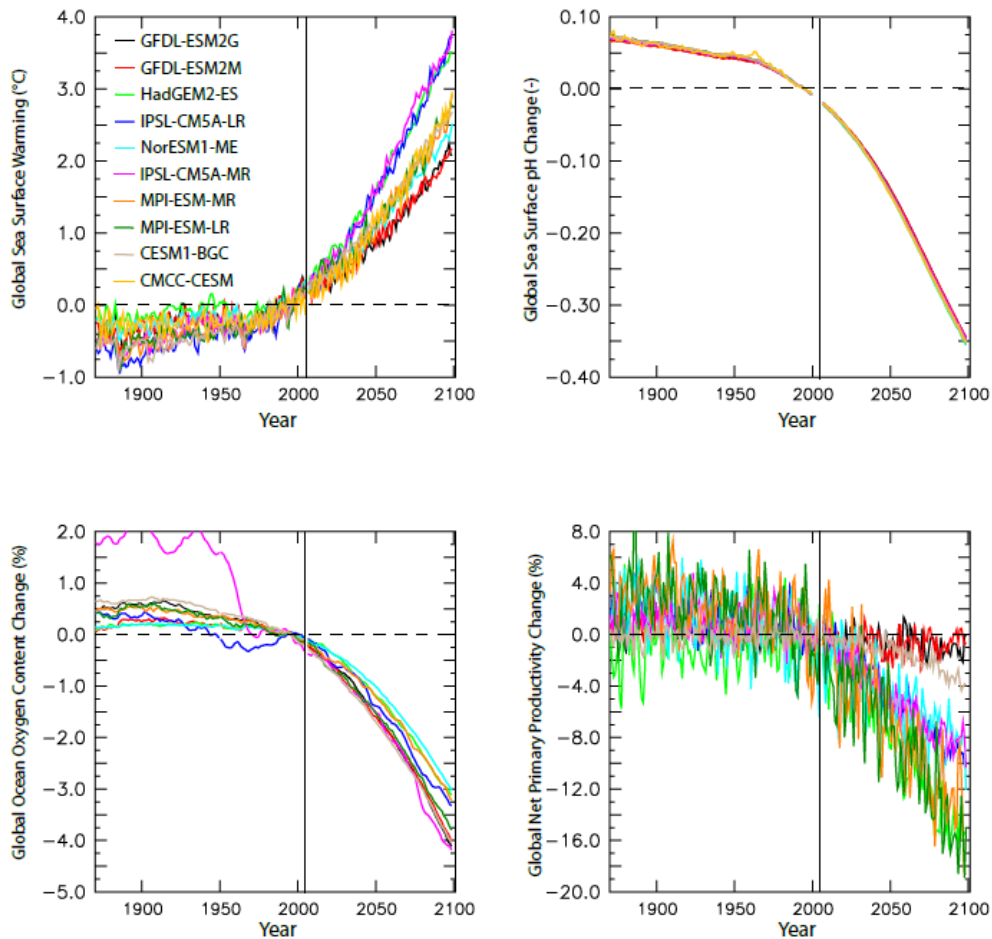 Global Sea Surface Warming (°C)
4.0
3.0
2.0
1.0
0.0
−1.0
GFDL-ESM2G
GFDL-ESM2M
HadGEM2-ES
IPSL-CM5A-LR
NorESM1-ME
IPSL-CM5A-MR
MPI-ESM-MR
MPI-ESM-LR
CESM1-BGC
CMCC-CESM
1900 1950 2000 2050 2100
Year
Global Sea Surface pH Change (-)
0.10
0.00
−0.10
−0.20
−0.30
−0.40
1900 1950 2000 2050 2100
Year
Global Ocean Oxygen Content Change (%)
2.0
1.0
0.0
−1.0
−2.0
−3.0
−4.0
−5.0
1900 1950 2000 2050 2100
Year
Global Net Primary Productivity Change (%)
8.0
4.0
0.0
−4.0
−8.0
−12.0
−16.0
−20.0
1900 1950 2000 2050 2100
Year